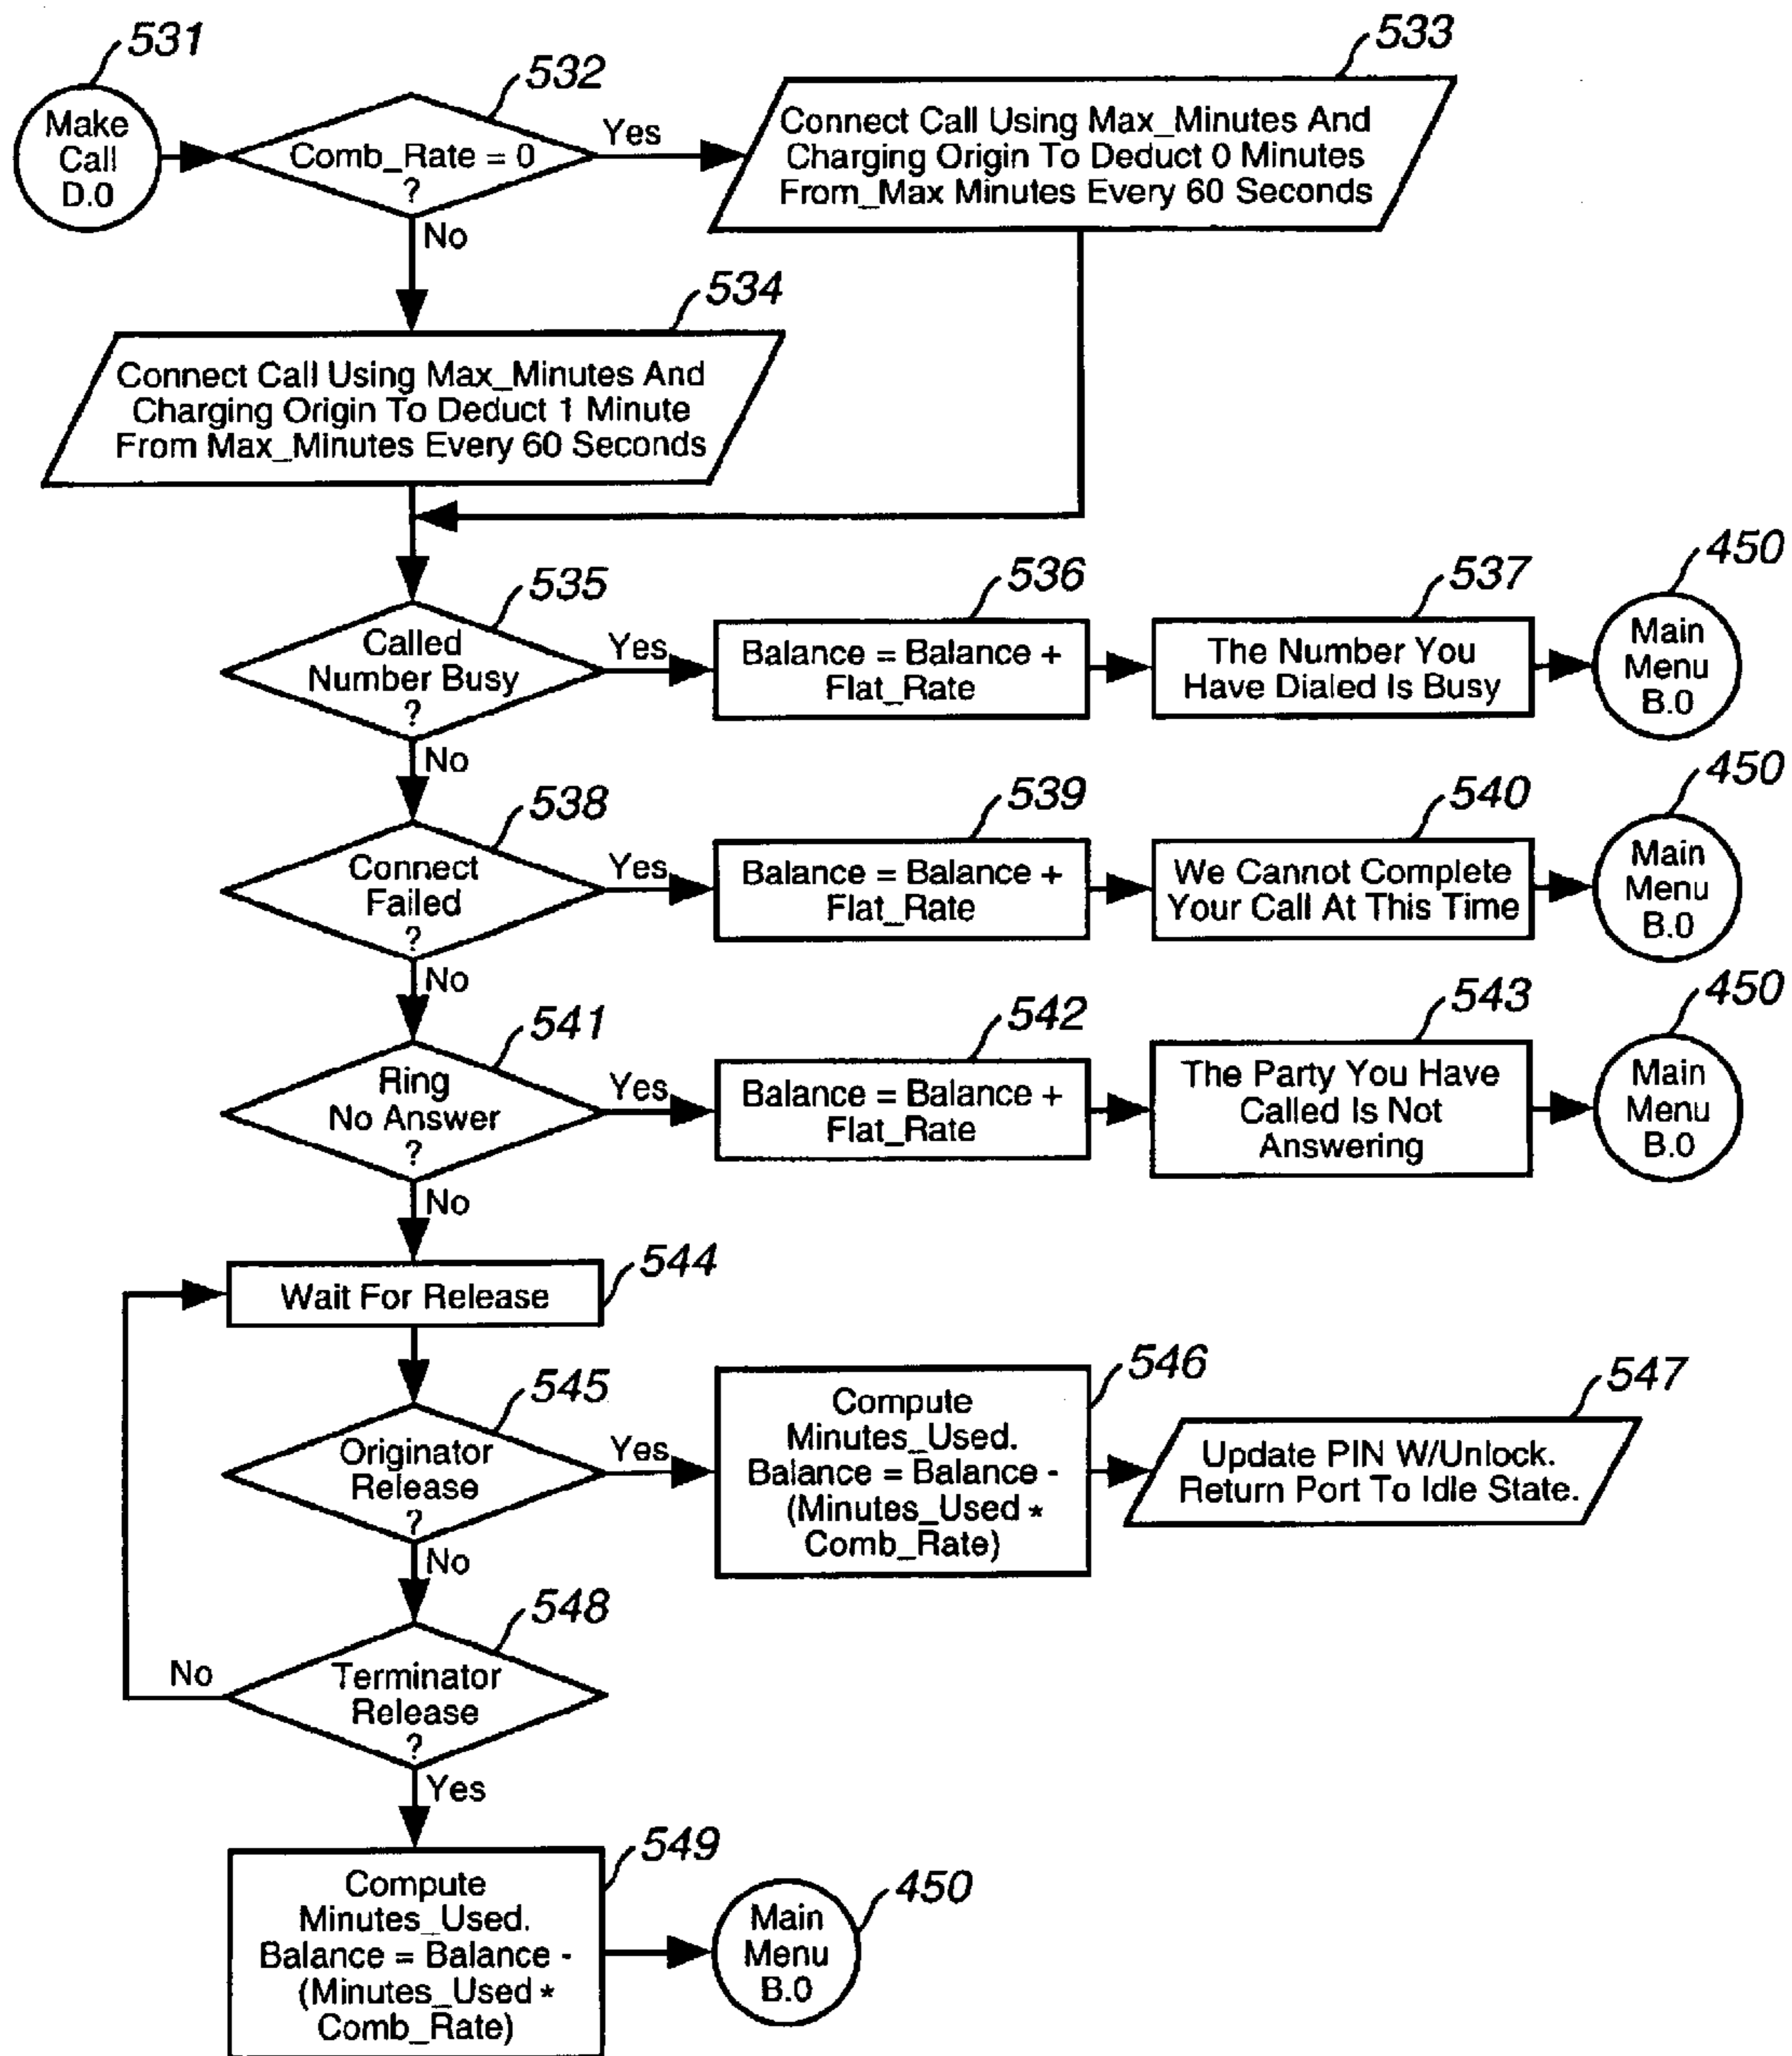 531
Make
Call
D.0
532
Comb_Rate = 0
?
Yes
No
533
Connect Call Using Max_Minutes And
Charging Origin To Deduct 0 Minutes
From_Max Minutes Every 60 Seconds
534
Connect Call Using Max_Minutes And
Charging Origin To Deduct 1 Minute
From Max_Minutes Every 60 Seconds
535
Called
Number Busy
?
Yes
No
536
Balance = Balance +
Flat_Rate
537
The Number You
Have Dialed Is Busy
450
Main
Menu
B.0
538
Connect
Failed
?
Yes
No
539
Balance = Balance +
Flat_Rate
540
We Cannot Complete
Your Call At This Time
450
Main
Menu
B.0
541
Ring
No Answer
?
Yes
No
542
Balance = Balance +
Flat_Rate
543
The Party You Have
Called Is Not
Answering
450
Main
Menu
B.0
544
Wait For Release
545
Originator
Release
?
Yes
No
546
Compute
Minutes_Used.
Balance = Balance -
(Minutes_Used *
Comb_Rate)
547
Update PIN W/Unlock.
Return Port To Idle State.
548
Terminator
Release
?
No
Yes
549
Compute
Minutes_Used.
Balance = Balance -
(Minutes_Used *
Comb_Rate)
450
Main
Menu
B.0